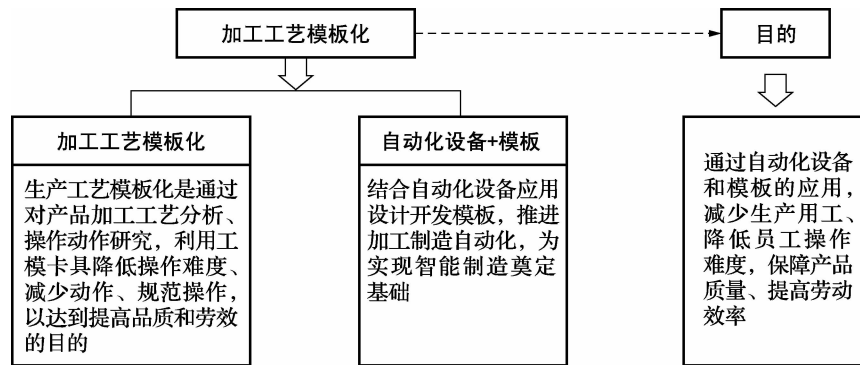 加工工艺模板化
目的
加工工艺模板化
生产工艺模板化是通过
对产品加工工艺分析、
操作动作研究，利用工
模卡具降低操作难度、
减少动作、规范操作，
以达到提高品质和劳效
的目的
自动化设备+模板
结合自动化设备应用
设计开发模板，推进
加工制造自动化，为
实现智能制造奠定
基础
通过自动化设备
和模板的应用，
减少生产用工、
降低员工操作
难度，保障产品
质量、提高劳动
效率